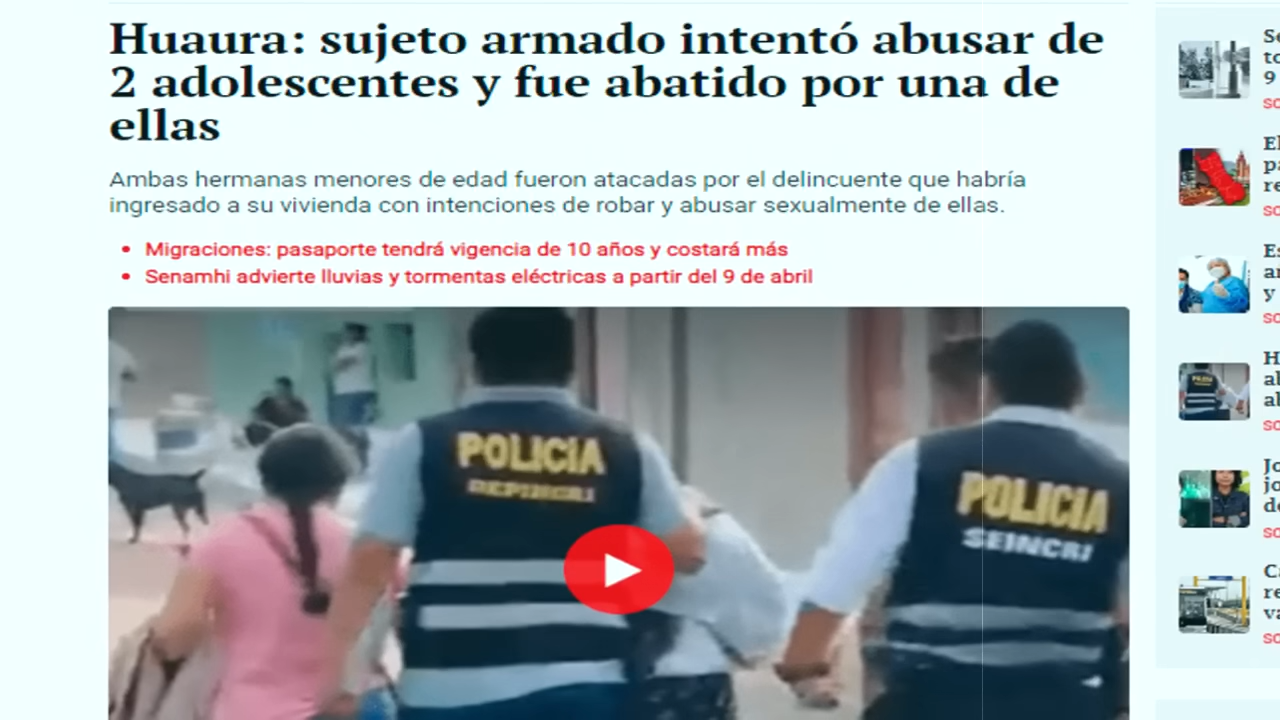 Huaura: sujeto armado intentó abusar de
2 adolescentes y fue abatido por una de
ellas
Ambas hermanas menores de edad fueron atacadas por el delincuente que habría
ingresado a su vivienda con intenciones de robar y abusar sexualmente de ellas.
Migraciones: pasaporte tendrá vigencia de 10 años y costará más
Senamhi advierte lluvias y tormentas eléctricas a partir del 9 de abril
POLICIA
DEPINCRI
POLICIA
SEINCRI
9
y